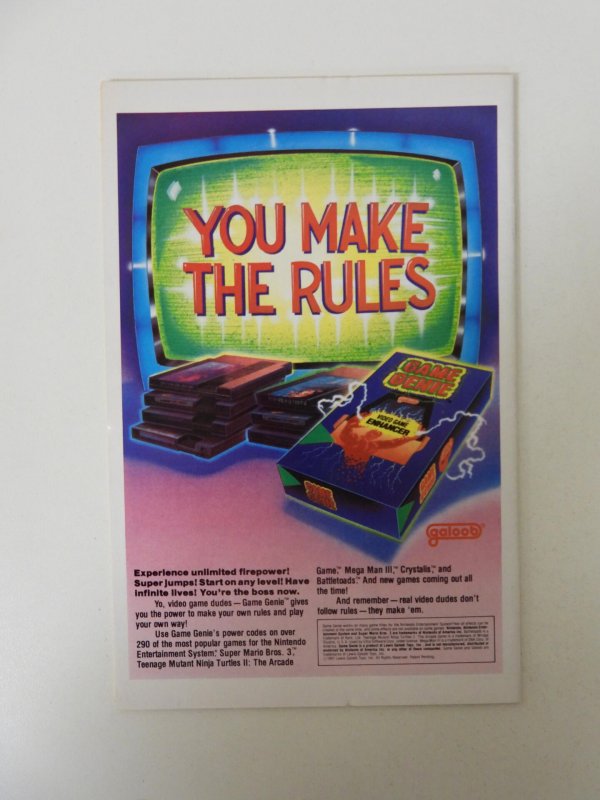 YOU MAKE
THE RULES
GAME
GENIE
VIDEO GAME
ENHANCER
GAME
GENIE
galoob®
Experience unlimited firepower!
Super jumps! Start on any level! Have
infinite lives! You're the boss now.
Yo, video game dudes — Game Genie™ gives
you the power to make your own rules and play
your own way!
Use Game Genie's power codes on over
290 of the most popular games for the Nintendo
Entertainment System.® Super Mario Bros. 3,™
Teenage Mutant Ninja Turtles II: The Arcade
Game,™ Mega Man III,™ Crystalis,™ and
Battletoads.™ And new games coming out all
the time!
And remember — real video dudes don't
follow rules — they make 'em.